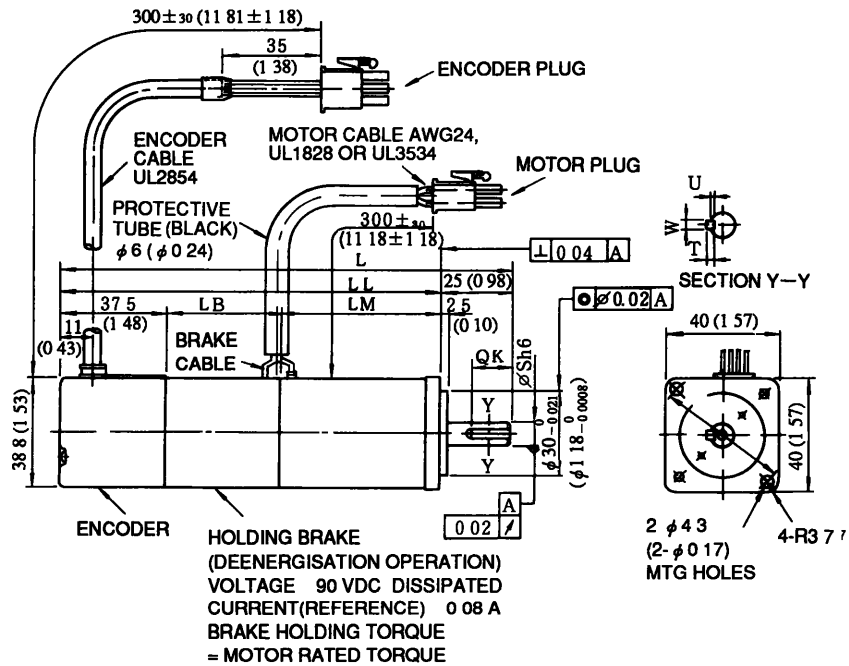 300±30 (11 81±1 18)
35
(1 38)
ENCODER PLUG
ENCODER
CABLE
UL2854
MOTOR CABLE AWG24,
UL1828 OR UL3534
MOTOR PLUG
PROTECTIVE
TUBE (BLACK)
φ6 (φ0 24)
300±30
(11 18±1 18)
⊥ 0 04 A
U
W
T
SECTION Y–Y
L
LL
25 (0 98)
37 5
(1 48)
LB
LM
2 5
(0 10)
◎ ⌀0.02 A
11
(0 43)
BRAKE
CABLE
QK
⌀Sh6
40 (1 57)
38 8 (1 53)
Y
Y
φ30 0 -0 021
(φ1 18 0 -0 0008)
40 (1 57)
A
0 02 ↗
ENCODER
HOLDING BRAKE
(DEENERGISATION OPERATION)
VOLTAGE 90 VDC DISSIPATED
CURRENT(REFERENCE) 0 08 A
BRAKE HOLDING TORQUE
= MOTOR RATED TORQUE
2 φ4 3
(2-φ0 17)
MTG HOLES
4-R3 7